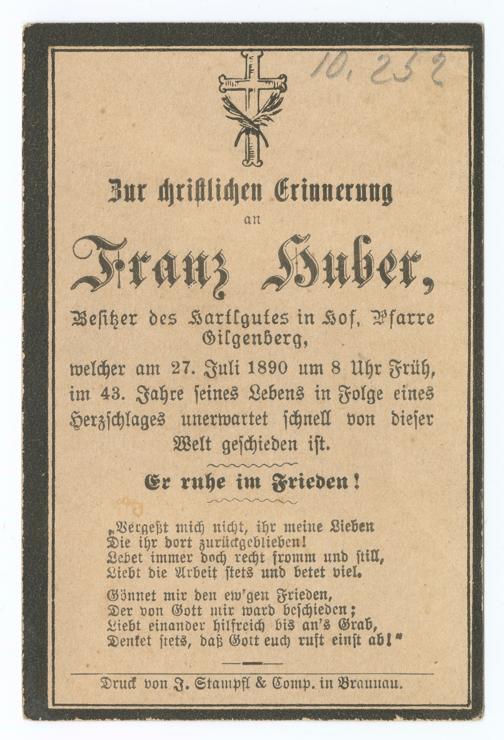 10. 252
Zur christlichen Erinnerung
an
Franz Huber,
Besitzer des Hartlgutes in Hof, Pfarre
Gilgenberg,
welcher am 27. Juli 1890 um 8 Uhr Früh,
im 43. Jahre seines Lebens in Folge eines
Herzschlages unerwartet schnell von dieser
Welt geschieden ist.
Er ruhe im Frieden!
„Vergeßt mich nicht, ihr meine Lieben
Die ihr dort zurückgeblieben!
Lebet immer doch recht fromm und still,
Liebt die Arbeit stets und betet viel.
Gönnet mir den ew'gen Frieden,
Der von Gott mir ward beschieden;
Liebt einander hilfreich bis an's Grab,
Denket stets, daß Gott euch ruft einst ab!“
Druck von J. Stampfl & Comp. in Braunau.